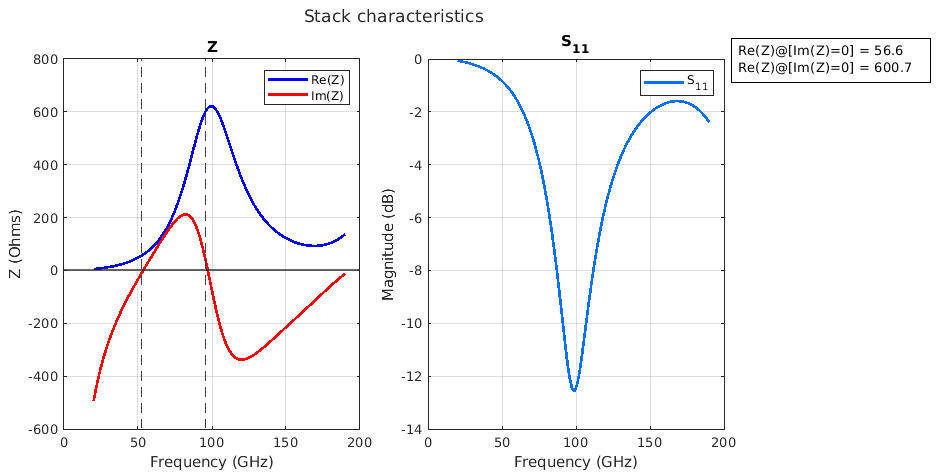 Stack characteristics
Z
800
600
400
200
0
-200
-400
-600
0
50
100
150
200
Z (Ohms)
Frequency (GHz)
Re(Z)
Im(Z)
S11
0
-2
-4
-6
-8
-10
-12
-14
0
50
100
150
200
Magnitude (dB)
Frequency (GHz)
S11
Re(Z)@[Im(Z)=0] = 56.6
Re(Z)@[Im(Z)=0] = 600.7